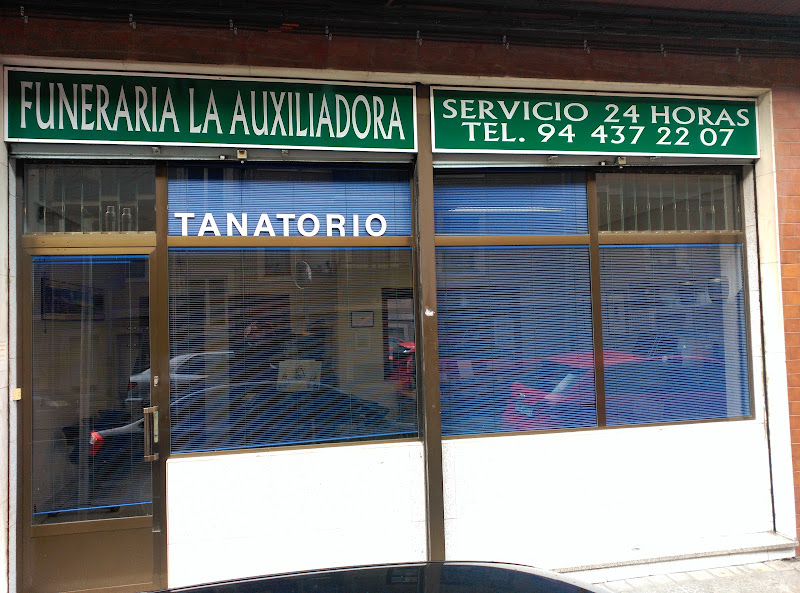 FUNERARIA LA AUXILIADORA
SERVICIO 24 HORAS
TEL. 94 437 22 07
TANATORIO